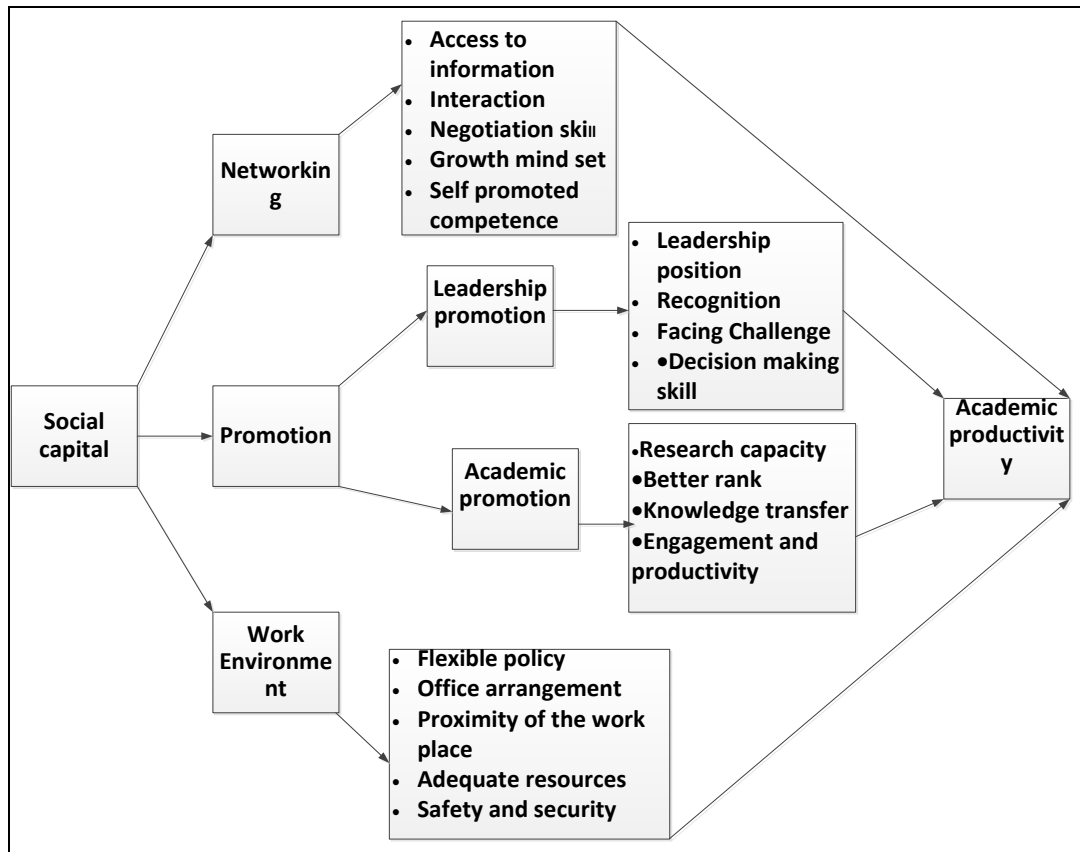 • Access to
information
• Interaction
• Negotiation skill
• Growth mind set
• Self promoted
competence
Networkin
g
• Leadership
position
• Recognition
• Facing Challenge
• •Decision making
skill
Leadership
promotion
Social
capital
Promotion
Academic
productivit
y
Academic
promotion
•Research capacity
•Better rank
•Knowledge transfer
•Engagement and
productivity
Work
Environme
nt
• Flexible policy
• Office arrangement
• Proximity of the work
place
• Adequate resources
• Safety and security